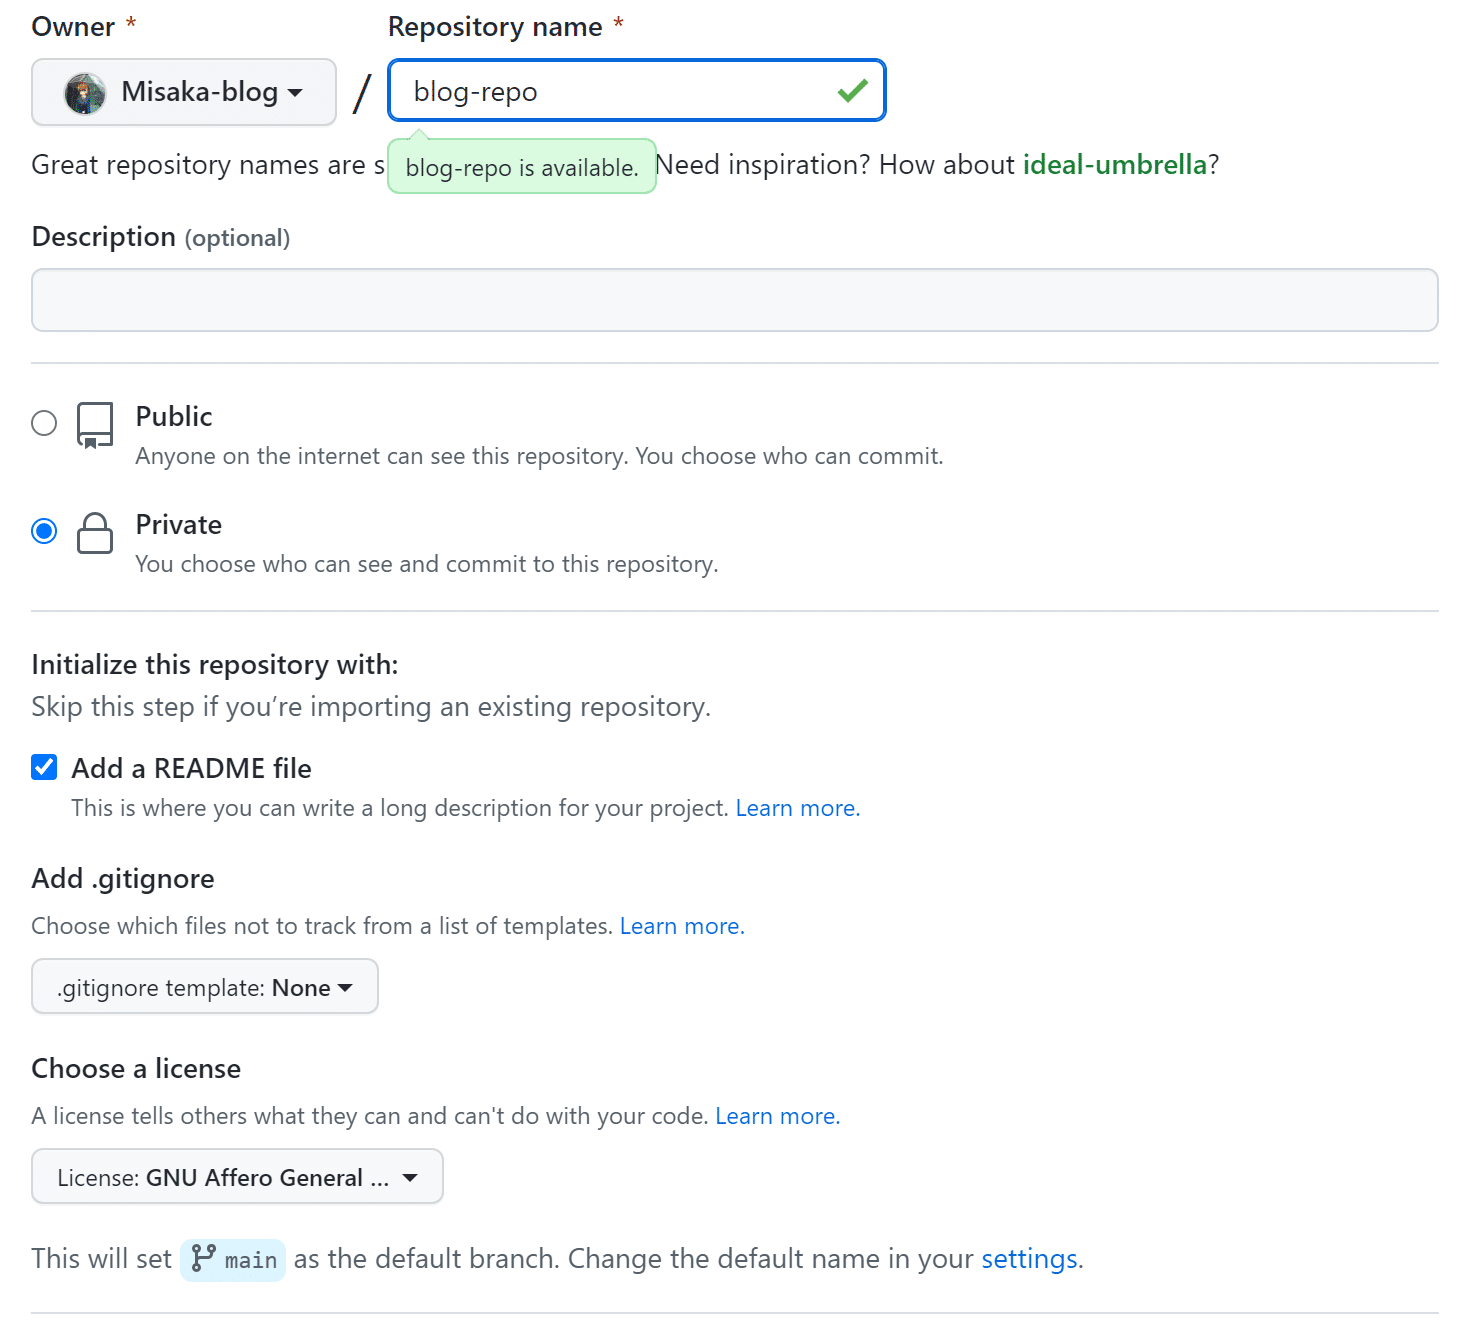 Owner * Repository name *
Misaka-blog / blog-repo
Great repository names are s blog-repo is available. Need inspiration? How about ideal-umbrella?
Description (optional)
Public
Anyone on the internet can see this repository. You choose who can commit.
Private
You choose who can see and commit to this repository.
Initialize this repository with:
Skip this step if you’re importing an existing repository.
Add a README file
This is where you can write a long description for your project. Learn more.
Add .gitignore
Choose which files not to track from a list of templates. Learn more.
.gitignore template: None
Choose a license
A license tells others what they can and can't do with your code. Learn more.
License: GNU Affero General ...
This will set main as the default branch. Change the default name in your settings.